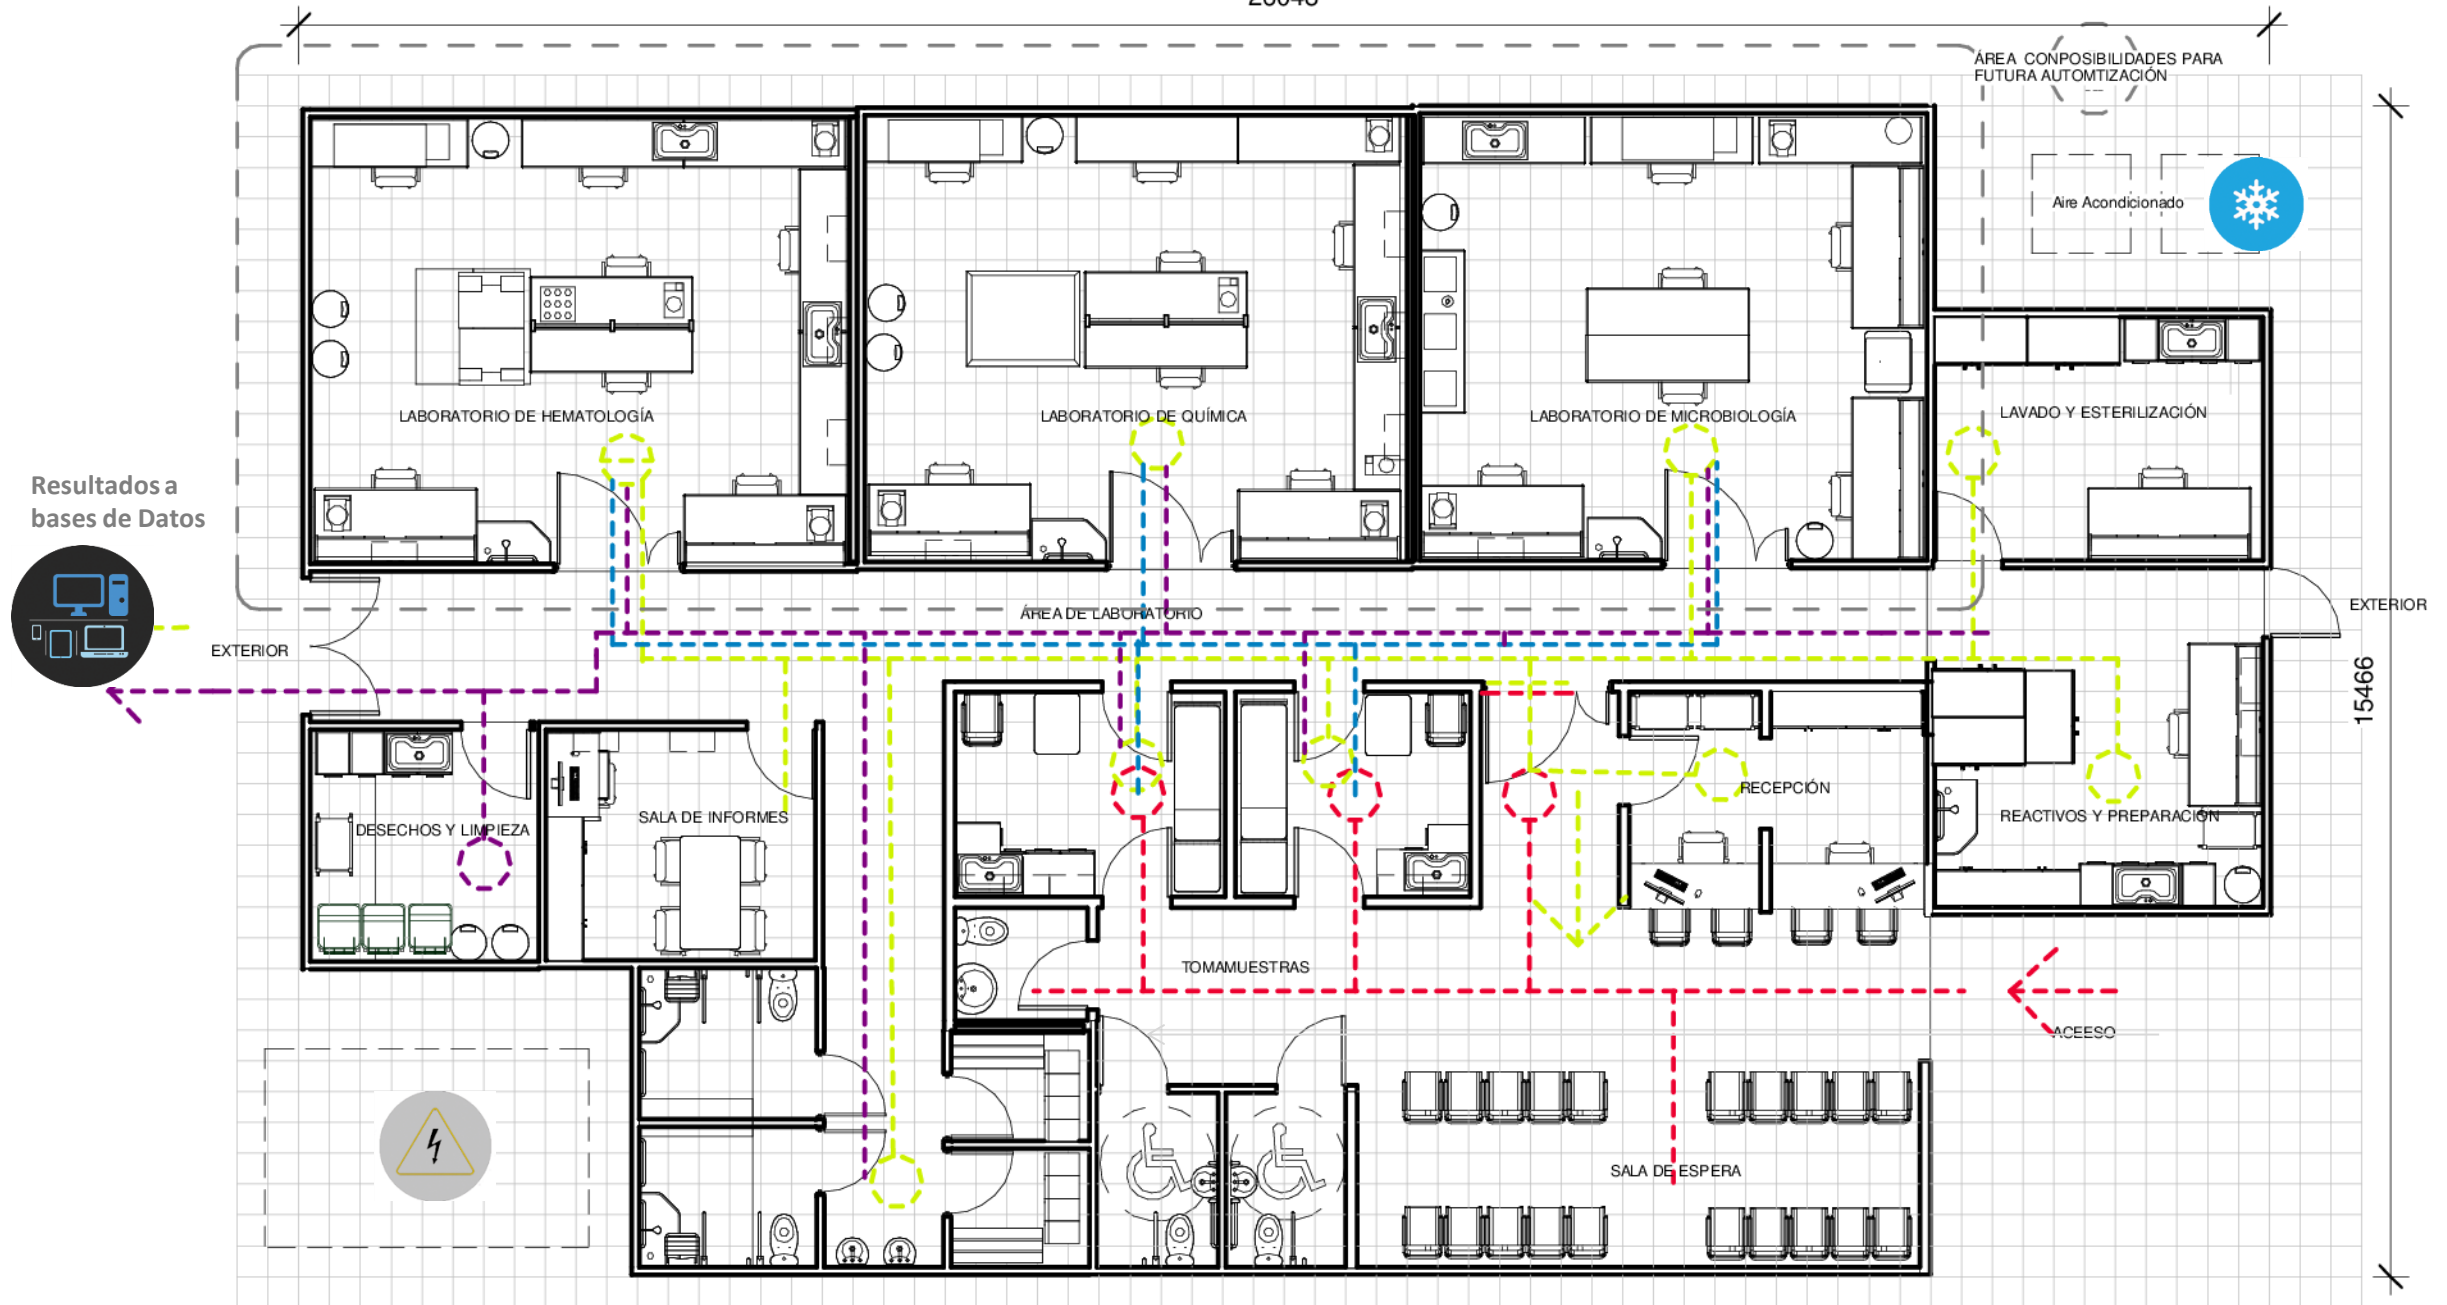 ÁREA CONPOSIBILIDADES PARA
FUTURA AUTOMTIZACIÓN
Aire Acondicionado
LABORATORIO DE HEMATOLOGÍA
LABORATORIO DE QUÍMICA
LABORATORIO DE MICROBIOLOGÍA
LAVADO Y ESTERILIZACIÓN
Resultados a
bases de Datos
ÁREA DE LABORATORIO
EXTERIOR
EXTERIOR
15466
SALA DE INFORMES
DESECHOS Y LIMPIEZA
RECEPCIÓN
REACTIVOS Y PREPARACIÓN
TOMAMUESTRAS
ACEESO
SALA DE ESPERA